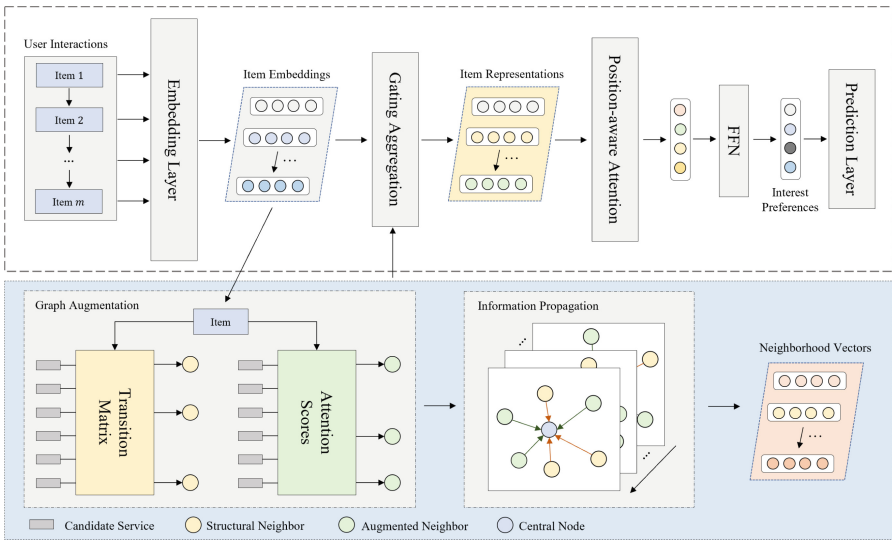 User Interactions
Item 1
Item 2
...
Item m
Embedding Layer
Item Embeddings
...
Gating Aggregation
Item Representations
...
Position-aware Attention
FFN
Interest
Preferences
Prediction Layer
Graph Augmentation
Item
Transition
Matrix
Attention
Scores
Information Propagation
...
...
Neighborhood Vectors
...
Candidate Service
Structural Neighbor
Augmented Neighbor
Central Node